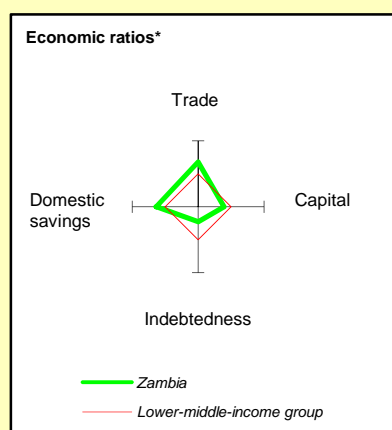 Economic ratios*
Trade
Domestic
savings
Capital
Indebtedness
Zambia
Lower-middle-income group